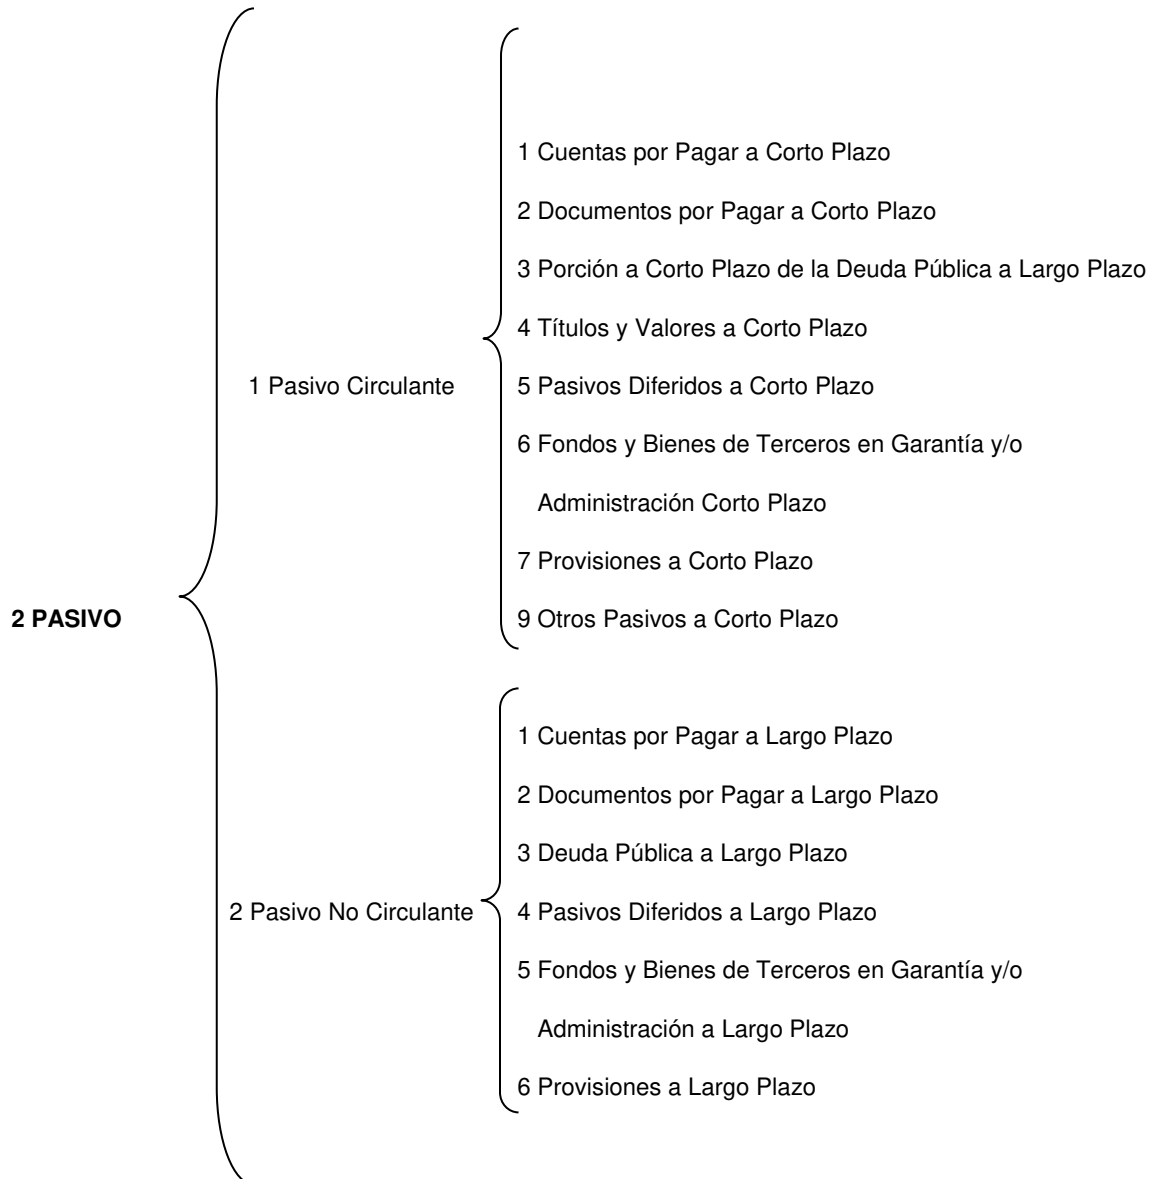 2 PASIVO
1 Pasivo Circulante
1 Cuentas por Pagar a Corto Plazo
2 Documentos por Pagar a Corto Plazo
3 Porción a Corto Plazo de la Deuda Pública a Largo Plazo
4 Títulos y Valores a Corto Plazo
5 Pasivos Diferidos a Corto Plazo
6 Fondos y Bienes de Terceros en Garantía y/o
Administración Corto Plazo
7 Provisiones a Corto Plazo
9 Otros Pasivos a Corto Plazo
2 Pasivo No Circulante
1 Cuentas por Pagar a Largo Plazo
2 Documentos por Pagar a Largo Plazo
3 Deuda Pública a Largo Plazo
4 Pasivos Diferidos a Largo Plazo
5 Fondos y Bienes de Terceros en Garantía y/o
Administración a Largo Plazo
6 Provisiones a Largo Plazo